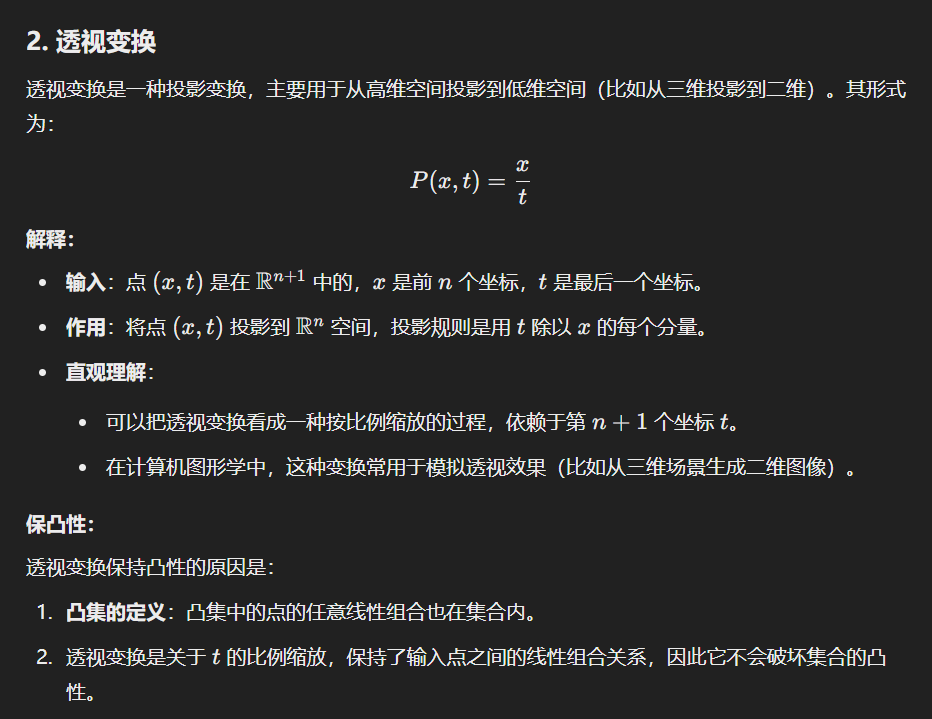 2. 透视变换
透视变换是一种投影变换，主要用于从高维空间投影到低维空间（比如从三维投影到二维）。其形式
为：
P(x,t) = x/t
解释：
• 输入：点 (x,t) 是在 ℝⁿ⁺¹ 中的，x 是前 n 个坐标，t 是最后一个坐标。
• 作用：将点 (x,t) 投影到 ℝⁿ 空间，投影规则是用 t 除以 x 的每个分量。
• 直观理解：
• 可以把透视变换看成一种按比例缩放的过程，依赖于第 n + 1 个坐标 t。
• 在计算机图形学中，这种变换常用于模拟透视效果（比如从三维场景生成二维图像）。
保凸性：
透视变换保持凸性的原因是：
1. 凸集的定义：凸集中的点的任意线性组合也在集合内。
2. 透视变换是关于 t 的比例缩放，保持了输入点之间的线性组合关系，因此它不会破坏集合的凸
性。